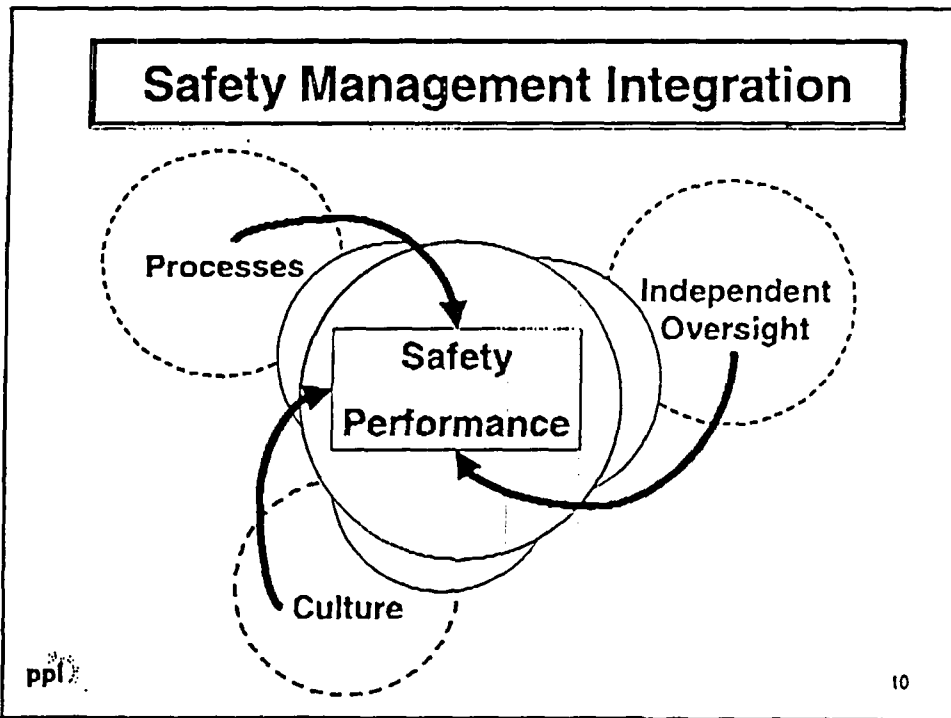 Safety Management Integration
Processes
Independent
Oversight
Safety
Performance
Culture
ppl
10